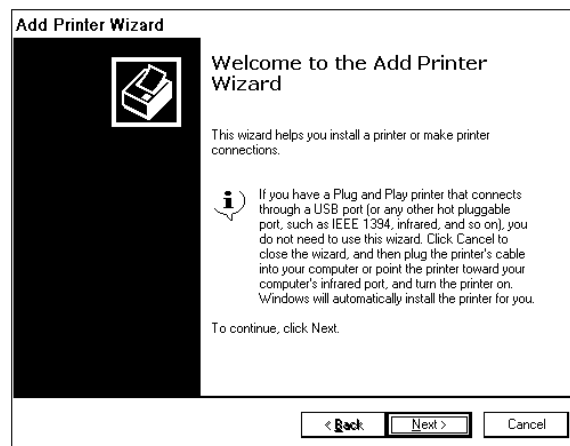 Add Printer Wizard
Welcome to the Add Printer
Wizard
This wizard helps you install a printer or make printer
connections.
If you have a Plug and Play printer that connects
through a USB port (or any other hot pluggable
port, such as IEEE 1394, infrared, and so on), you
do not need to use this wizard. Click Cancel to
close the wizard, and then plug the printer's cable
into your computer or point the printer toward your
computer's infrared port, and turn the printer on.
Windows will automatically install the printer for you.
To continue, click Next.
< Back Next > Cancel